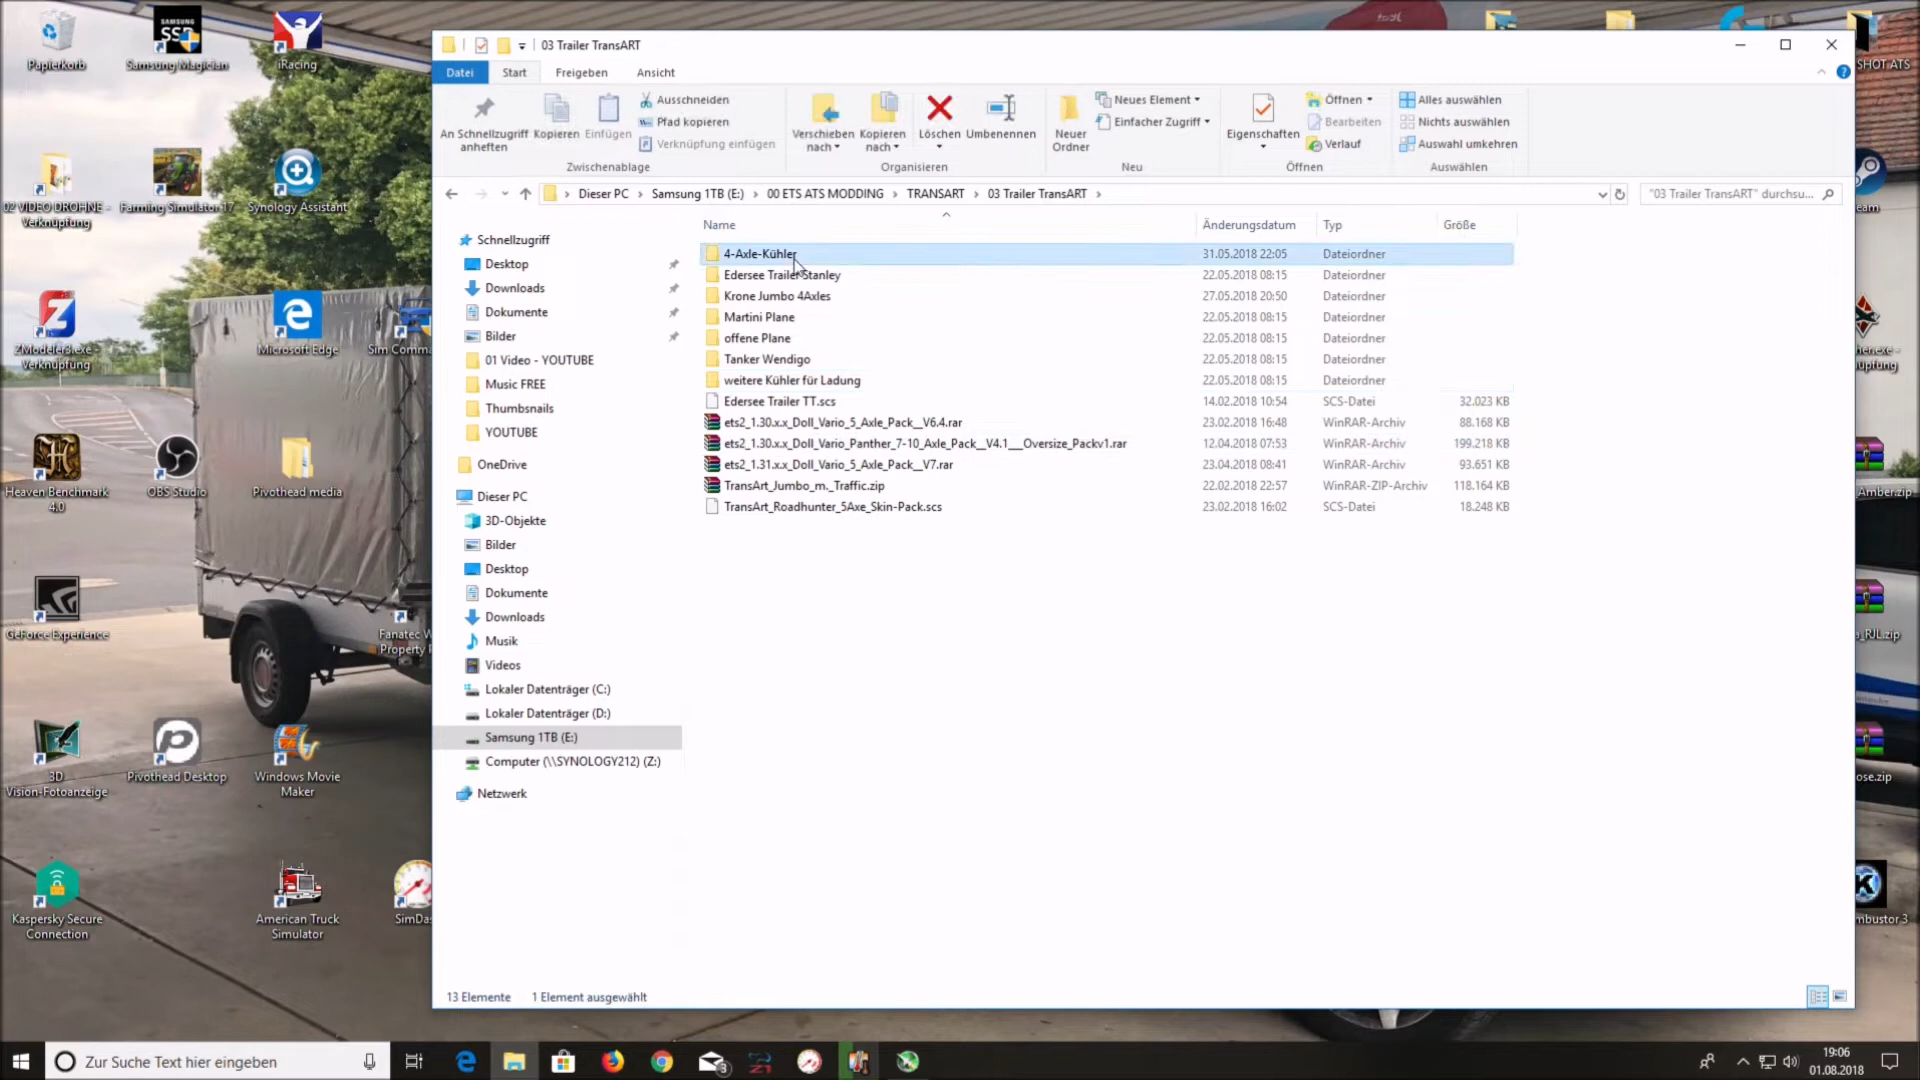 Papierkorb
Samsung Magician
iRacing
02 VIDEO DROHNE -
Verknüpfung
Farming Simulator 17
Synology Assistant
ZModeler3.exe -
Verknüpfung
Microsoft Edge
Sim Comm
Heaven Benchmark
4.0
OBS Studio
Pivothead media
GeForce Experience
Fanatec W
Property
3D
Vision-Fotoanzeige
Pivothead Desktop
Windows Movie
Maker
Kaspersky Secure
Connection
American Truck
Simulator
SimDa
03 Trailer TransART
Datei
Start
Freigeben
Ansicht
An Schnellzugriff
anheften
Kopieren
Einfügen
Ausschneiden
Pfad kopieren
Verknüpfung einfügen
Zwischenablage
Verschieben
nach
Kopieren
nach
Löschen
Umbenennen
Organisieren
Neuer
Ordner
Neues Element
Einfacher Zugriff
Neu
Eigenschaften
Öffnen
Bearbeiten
Verlauf
Öffnen
Alles auswählen
Nichts auswählen
Auswahl umkehren
Auswählen
Dieser PC > Samsung 1TB (E:) > 00 ETS ATS MODDING > TRANSART > 03 Trailer TransART >
"03 Trailer TransART" durchsu...
Schnellzugriff
Desktop
Downloads
Dokumente
Bilder
01 Video - YOUTUBE
Music FREE
Thumbsnails
YOUTUBE
OneDrive
Dieser PC
3D-Objekte
Bilder
Desktop
Dokumente
Downloads
Musik
Videos
Lokaler Datenträger (C:)
Lokaler Datenträger (D:)
Samsung 1TB (E:)
Computer (\\SYNOLOGY212) (Z:)
Netzwerk
Name Änderungsdatum Typ Größe
4-Axle-Kühler 31.05.2018 22:05 Dateiordner
Edersee Trailer Stanley 22.05.2018 08:15 Dateiordner
Krone Jumbo 4Axles 27.05.2018 20:50 Dateiordner
Martini Plane 22.05.2018 08:15 Dateiordner
offene Plane 22.05.2018 08:15 Dateiordner
Tanker Wendigo 22.05.2018 08:15 Dateiordner
weitere Kühler für Ladung 22.05.2018 08:15 Dateiordner
Edersee Trailer TT.scs 14.02.2018 10:54 SCS-Datei 32.023 KB
ets2_1.30.x.x_Doll_Vario_5_Axle_Pack__V6.4.rar 23.02.2018 16:48 WinRAR-Archiv 88.168 KB
ets2_1.30.x.x_Doll_Vario_Panther_7-10_Axle_Pack__V4.1___Oversize_Packv1.rar 12.04.2018 07:53 WinRAR-Archiv 199.218 KB
ets2_1.31.x.x_Doll_Vario_5_Axle_Pack__V7.rar 23.04.2018 08:41 WinRAR-Archiv 93.651 KB
TransArt_Jumbo_m._Traffic.zip 22.02.2018 22:57 WinRAR-ZIP-Archiv 118.164 KB
TransArt_Roadhunter_5Axe_Skin-Pack.scs 23.02.2018 16:02 SCS-Datei 18.248 KB
13 Elemente 1 Element ausgewählt
SHOT ATS
eam
hen.exe -
üpfung
Amber.zip
a_RJL.zip
ose.zip
mbustor 3
Zur Suche Text hier eingeben
3
19:06
01.08.2018